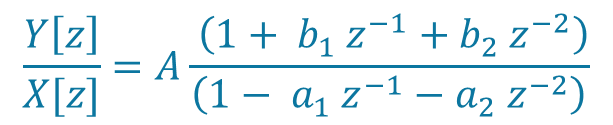 Y[z] / X[z] = A (1 + b₁ z⁻¹ + b₂ z⁻²) / (1 − a₁ z⁻¹ − a₂ z⁻²)